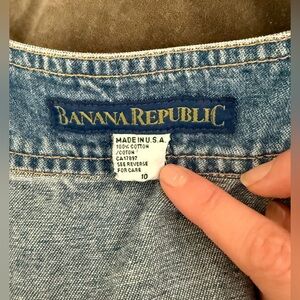 BANANA REPUBLIC
MADE IN U.S.A.
100% COTTON
/COTON
CA17897
SEE REVERSE
FOR CARE
10